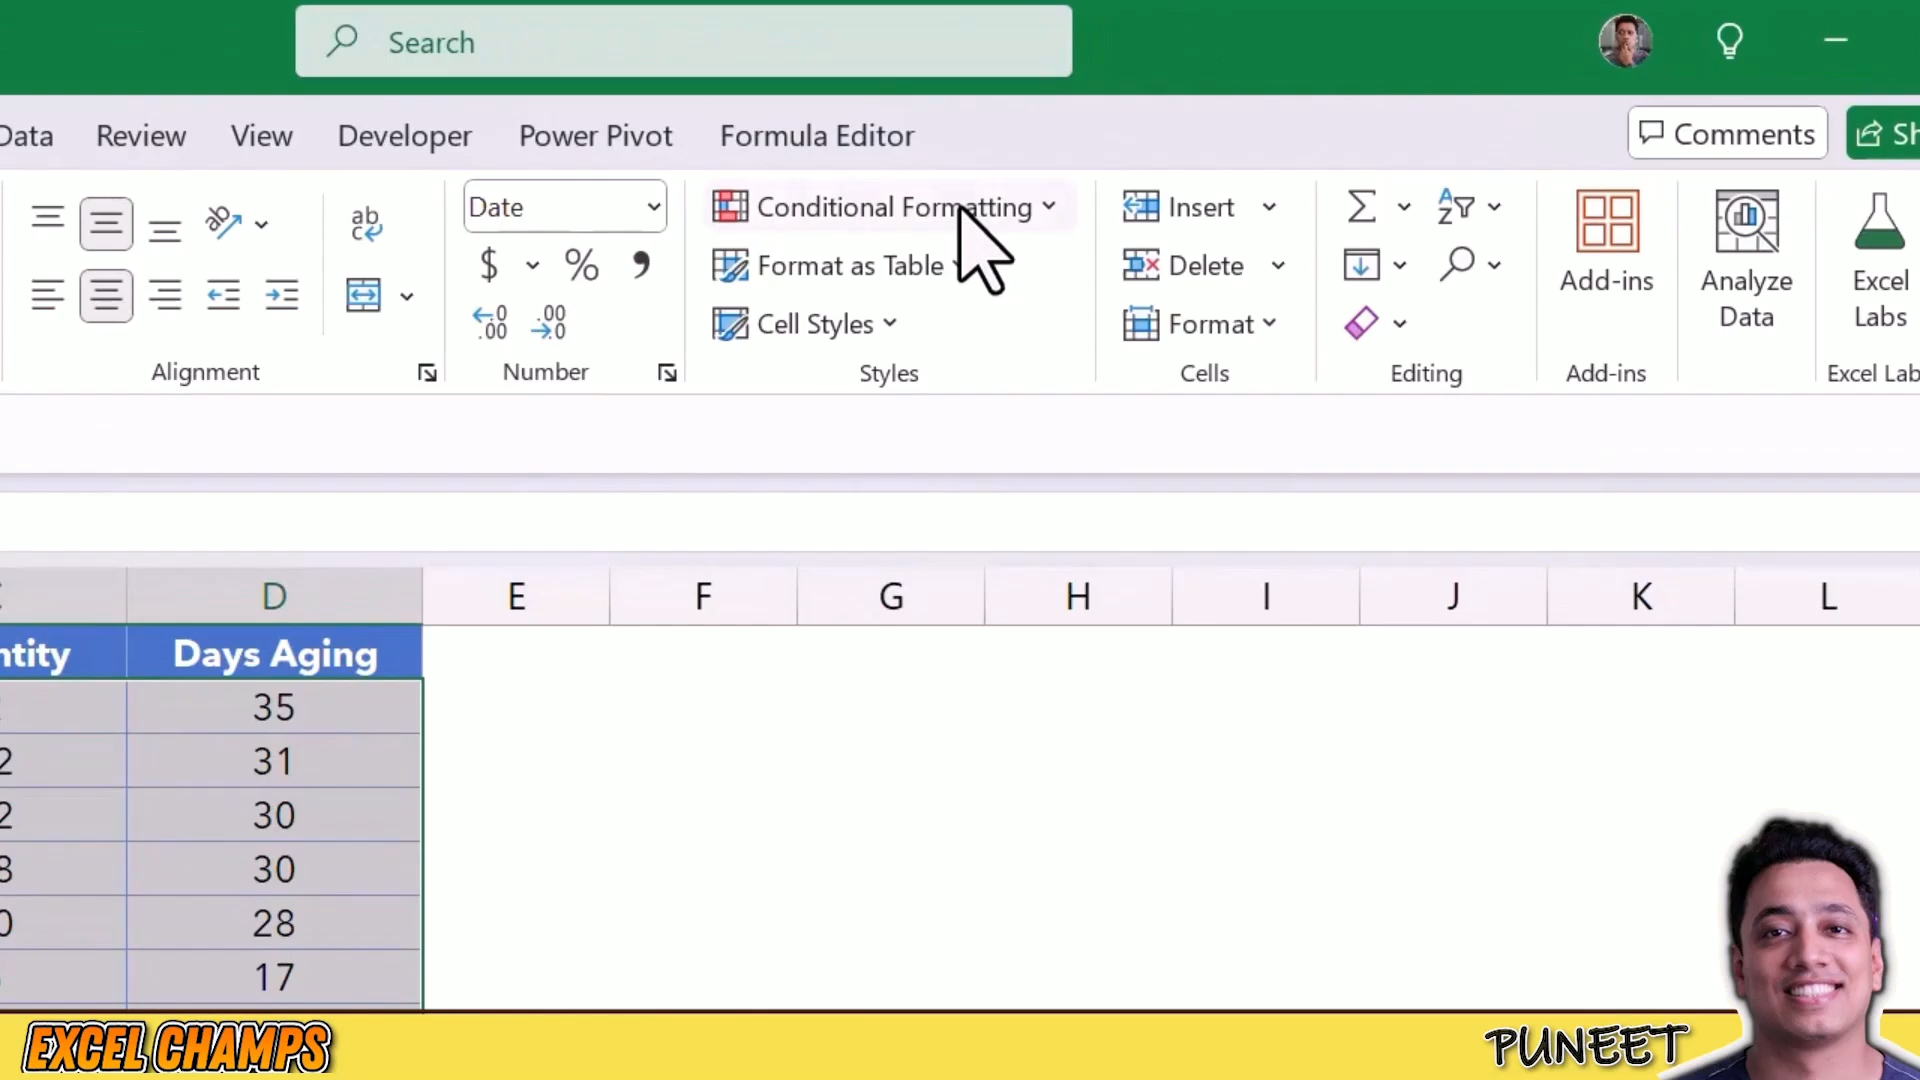 Search
Data Review View Developer Power Pivot Formula Editor Comments
Date
Conditional Formatting
Format as Table
Cell Styles
Insert
Delete
Format
Add-ins
Analyze Data
Excel Labs
Alignment Number Styles Cells Editing Add-ins
D E F G H I J K L
Days Aging
35
31
30
30
28
17
EXCEL CHAMPS
PUNEET